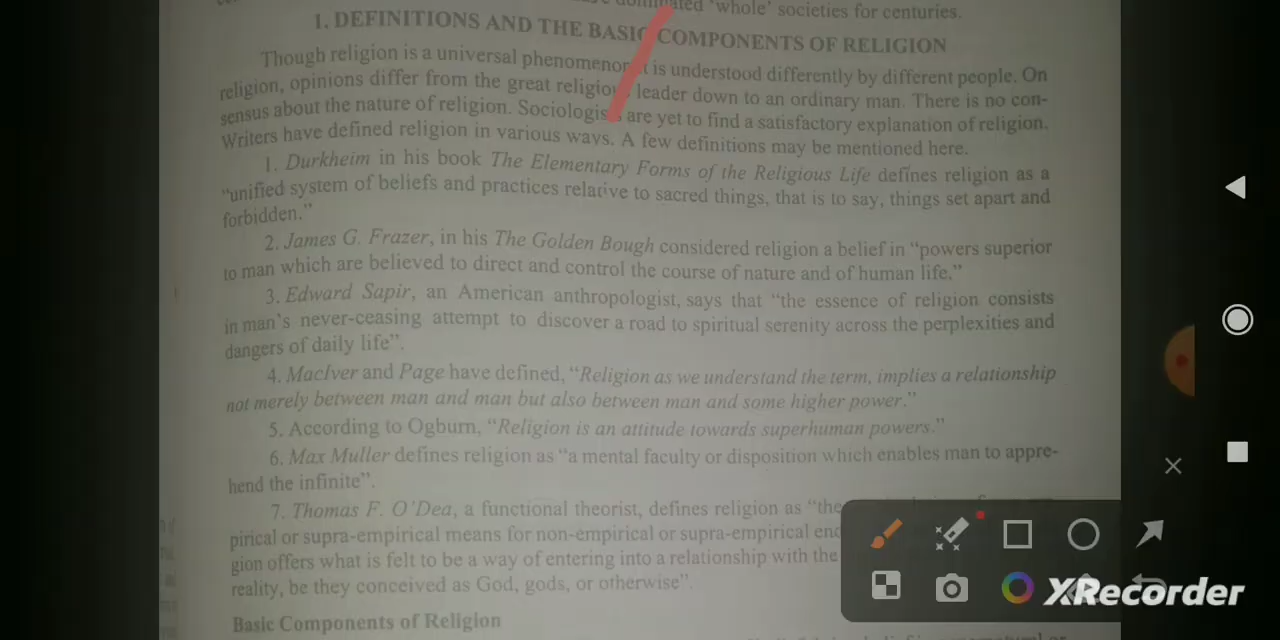 dominated 'whole' societies for centuries.
1. DEFINITIONS AND THE BASIC COMPONENTS OF RELIGION
Though religion is a universal phenomenon it is understood differently by different people. On
religion, opinions differ from the great religious leader down to an ordinary man. There is no con-
sensus about the nature of religion. Sociologists are yet to find a satisfactory explanation of religion.
Writers have defined religion in various ways. A few definitions may be mentioned here.
1. Durkheim in his book The Elementary Forms of the Religious Life defines religion as a
"unified system of beliefs and practices relative to sacred things, that is to say, things set apart and
forbidden."
2. James G. Frazer, in his The Golden Bough considered religion a belief in "powers superior
to man which are believed to direct and control the course of nature and of human life."
3. Edward Sapir, an American anthropologist, says that "the essence of religion consists
in man's never-ceasing attempt to discover a road to spiritual serenity across the perplexities and
dangers of daily life".
4. MacIver and Page have defined, "Religion as we understand the term, implies a relationship
not merely between man and man but also between man and some higher power."
5. According to Ogburn, "Religion is an attitude towards superhuman powers."
6. Max Muller defines religion as "a mental faculty or disposition which enables man to appre-
hend the infinite".
7. Thomas F. O'Dea, a functional theorist, defines religion as "the
pirical or supra-empirical means for non-empirical or supra-empirical
gion offers what is felt to be a way of entering into a relationship with the
reality, be they conceived as God, gods, or otherwise".
Basic Components of Religion
XRecorder